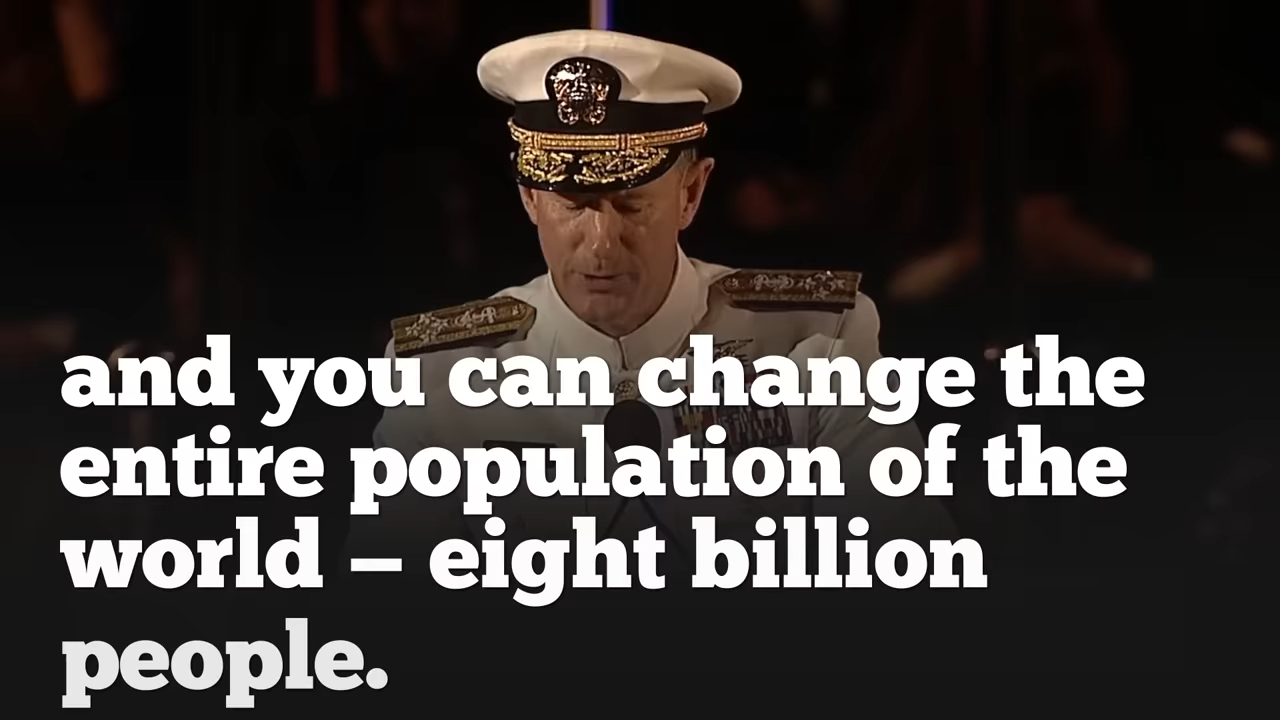 and you can change the
entire population of the
world – eight billion
people.